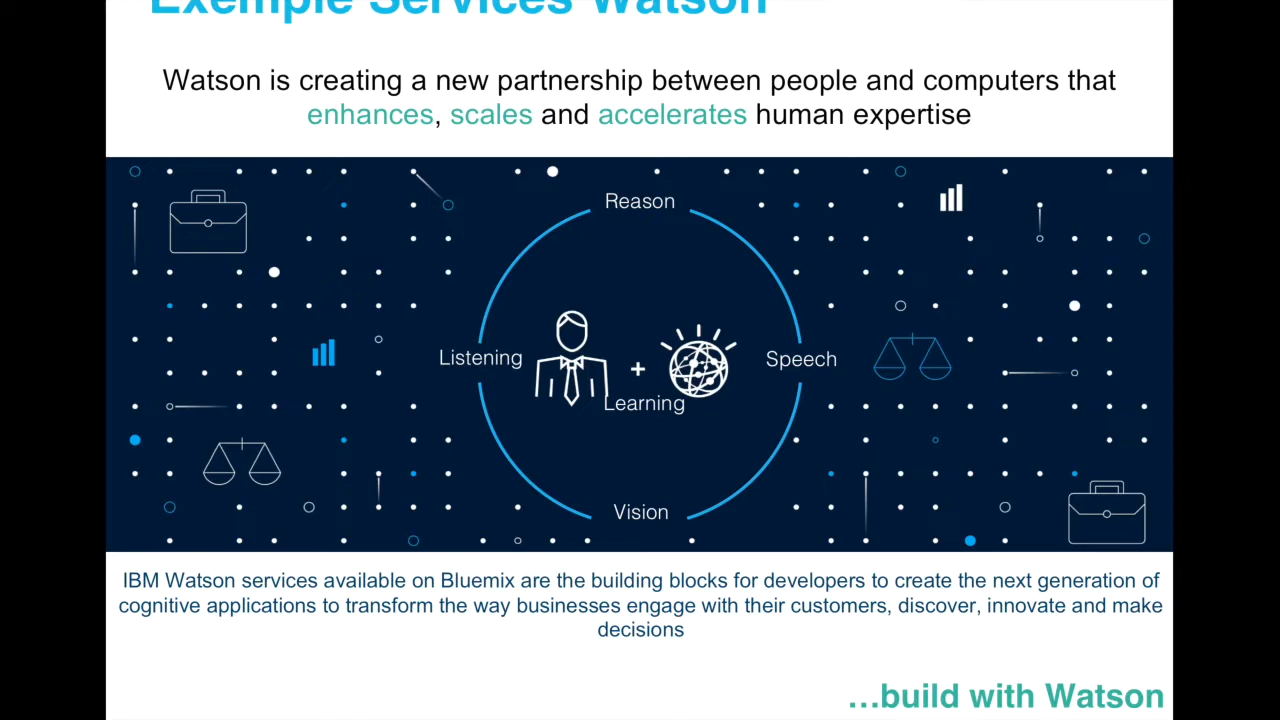 Exemple Services Watson
Watson is creating a new partnership between people and computers that
enhances, scales and accelerates human expertise
Reason
Listening
+
Speech
Learning
Vision
IBM Watson services available on Bluemix are the building blocks for developers to create the next generation of
cognitive applications to transform the way businesses engage with their customers, discover, innovate and make
decisions
…build with Watson